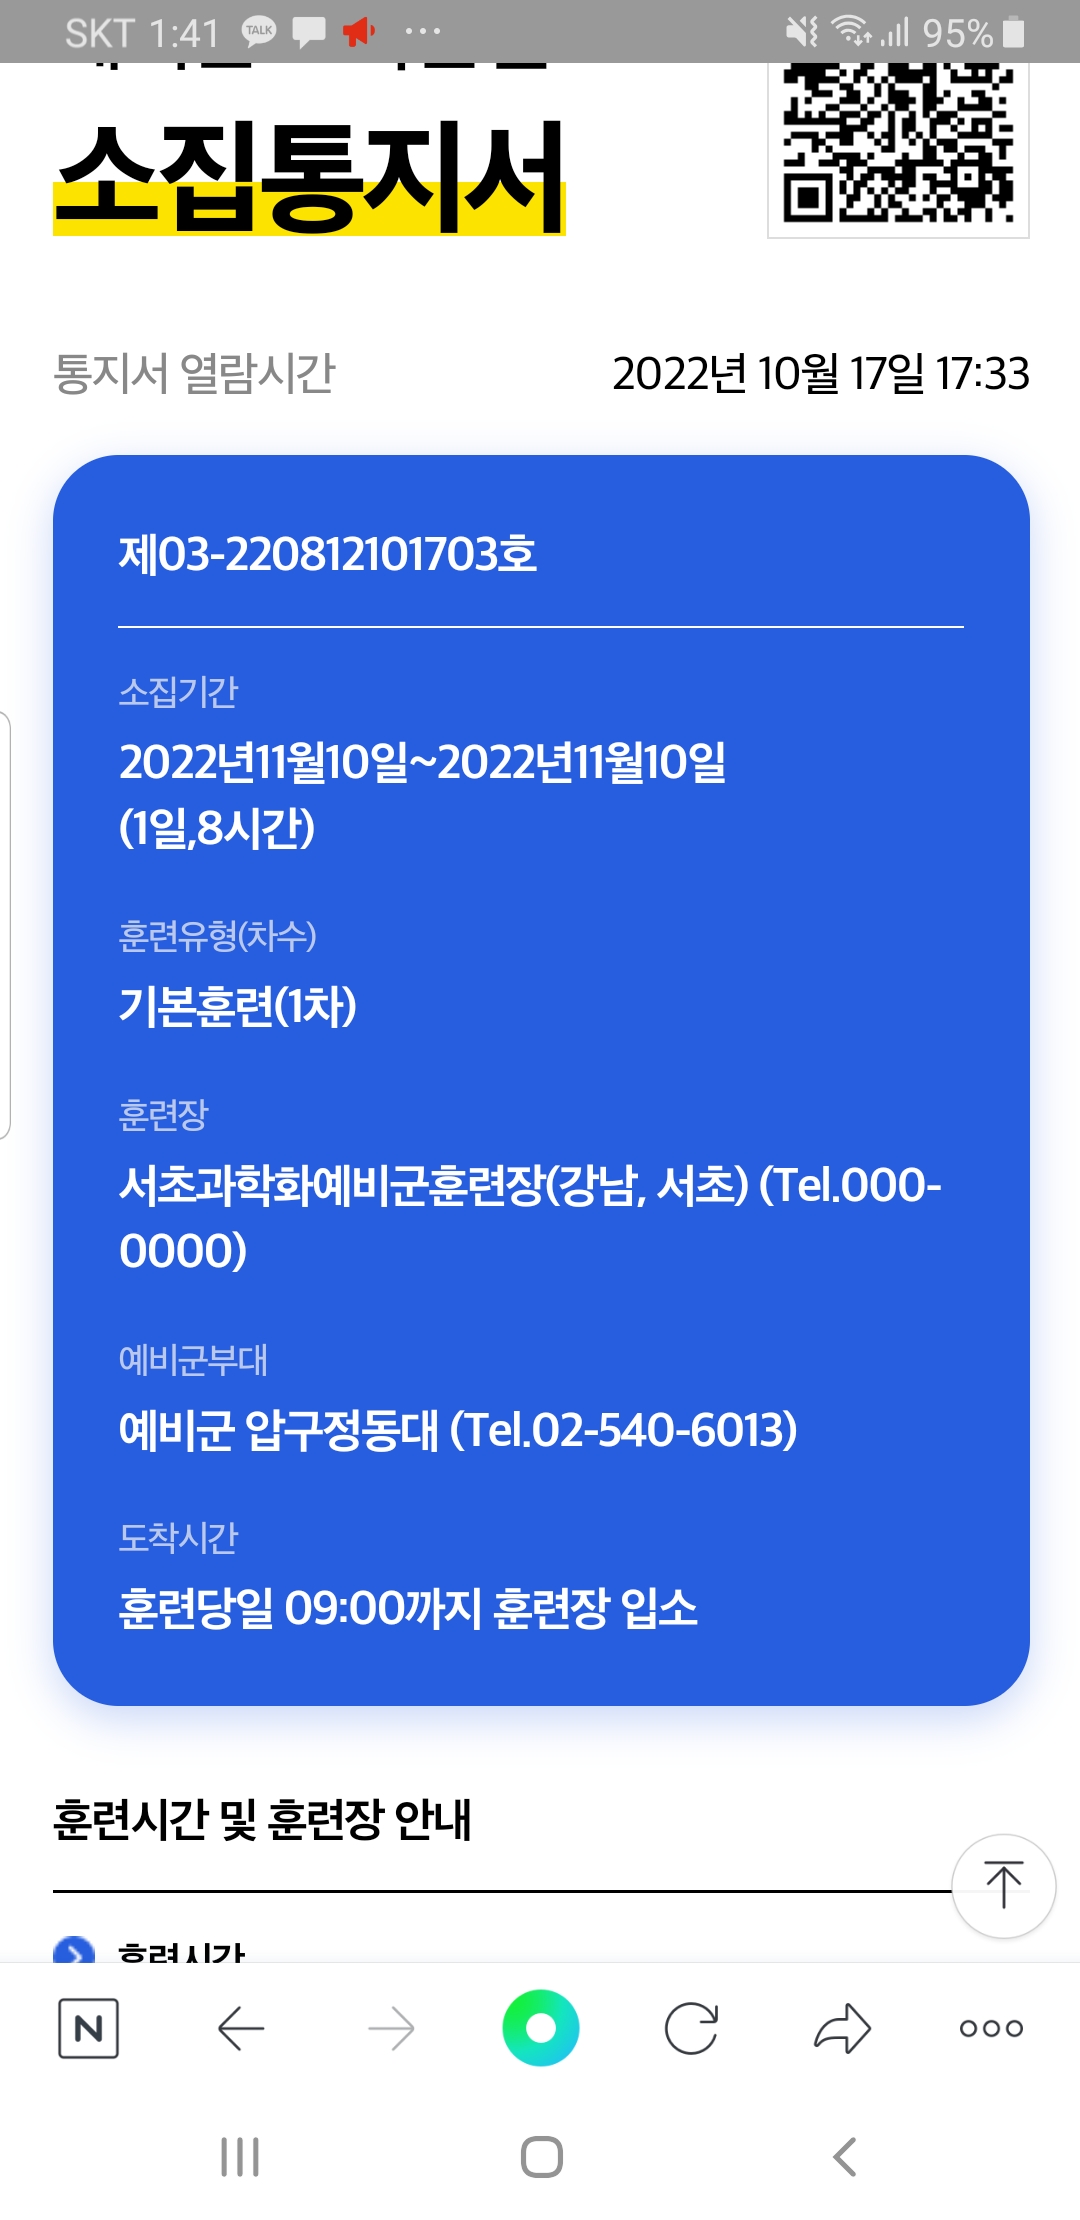 SKT 1:41 TALK 95%
소집통지서
통지서 열람시간 2022년 10월 17일 17:33
제03-220812101703호
소집기간
2022년11월10일~2022년11월10일
(1일,8시간)
훈련유형(차수)
기본훈련(1차)
훈련장
서초과학화예비군훈련장(강남, 서초) (Tel.000-
0000)
예비군부대
예비군 압구정동대 (Tel.02-540-6013)
도착시간
훈련당일 09:00까지 훈련장 입소
훈련시간 및 훈련장 안내
훈련시간
N